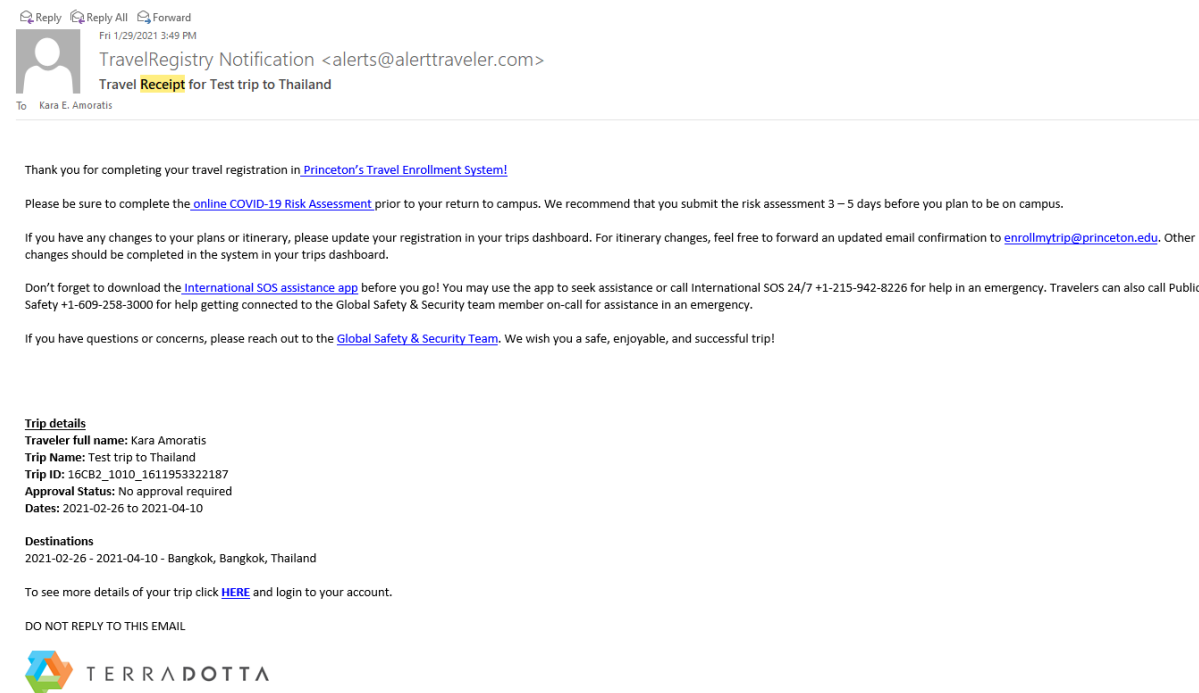 Reply Reply All Forward
Fri 1/29/2021 3:49 PM
TravelRegistry Notification <alerts@alerttraveler.com>
Travel Receipt for Test trip to Thailand
To Kara E. Amoratis
Thank you for completing your travel registration in Princeton's Travel Enrollment System!
Please be sure to complete the online COVID-19 Risk Assessment prior to your return to campus. We recommend that you submit the risk assessment 3 – 5 days before you plan to be on campus.
If you have any changes to your plans or itinerary, please update your registration in your trips dashboard. For itinerary changes, feel free to forward an updated email confirmation to enrollmytrip@princeton.edu. Other
changes should be completed in the system in your trips dashboard.
Don't forget to download the International SOS assistance app before you go! You may use the app to seek assistance or call International SOS 24/7 +1-215-942-8226 for help in an emergency. Travelers can also call Public
Safety +1-609-258-3000 for help getting connected to the Global Safety & Security team member on-call for assistance in an emergency.
If you have questions or concerns, please reach out to the Global Safety & Security Team. We wish you a safe, enjoyable, and successful trip!
Trip details
Traveler full name: Kara Amoratis
Trip Name: Test trip to Thailand
Trip ID: 16CB2_1010_1611953322187
Approval Status: No approval required
Dates: 2021-02-26 to 2021-04-10
Destinations
2021-02-26 - 2021-04-10 - Bangkok, Bangkok, Thailand
To see more details of your trip click HERE and login to your account.
DO NOT REPLY TO THIS EMAIL
TERRADOTTA